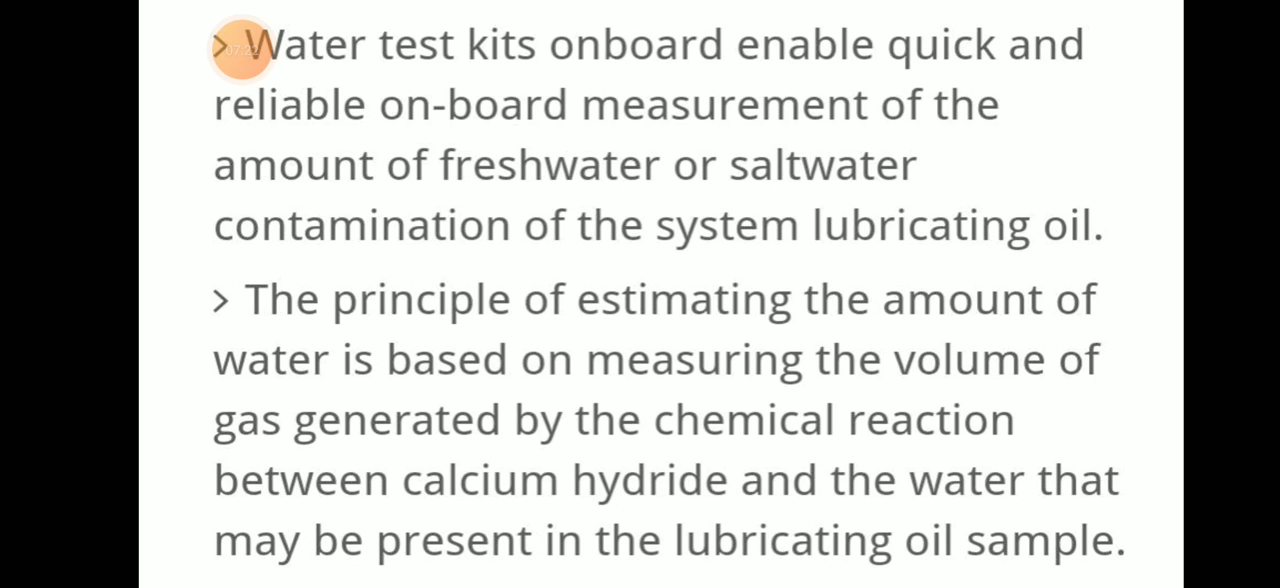 > Water test kits onboard enable quick and
reliable on-board measurement of the
amount of freshwater or saltwater
contamination of the system lubricating oil.
> The principle of estimating the amount of
water is based on measuring the volume of
gas generated by the chemical reaction
between calcium hydride and the water that
may be present in the lubricating oil sample.